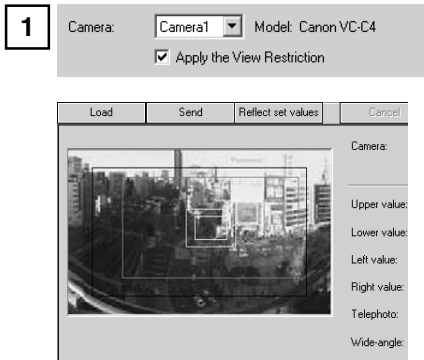 1
Camera: Camera1 Model: Canon VC-C4
Apply the View Restriction
Load Send Reflect set values Cancel
Camera:
Upper value:
Lower value:
Left value:
Right value:
Telephoto:
Wide-angle: